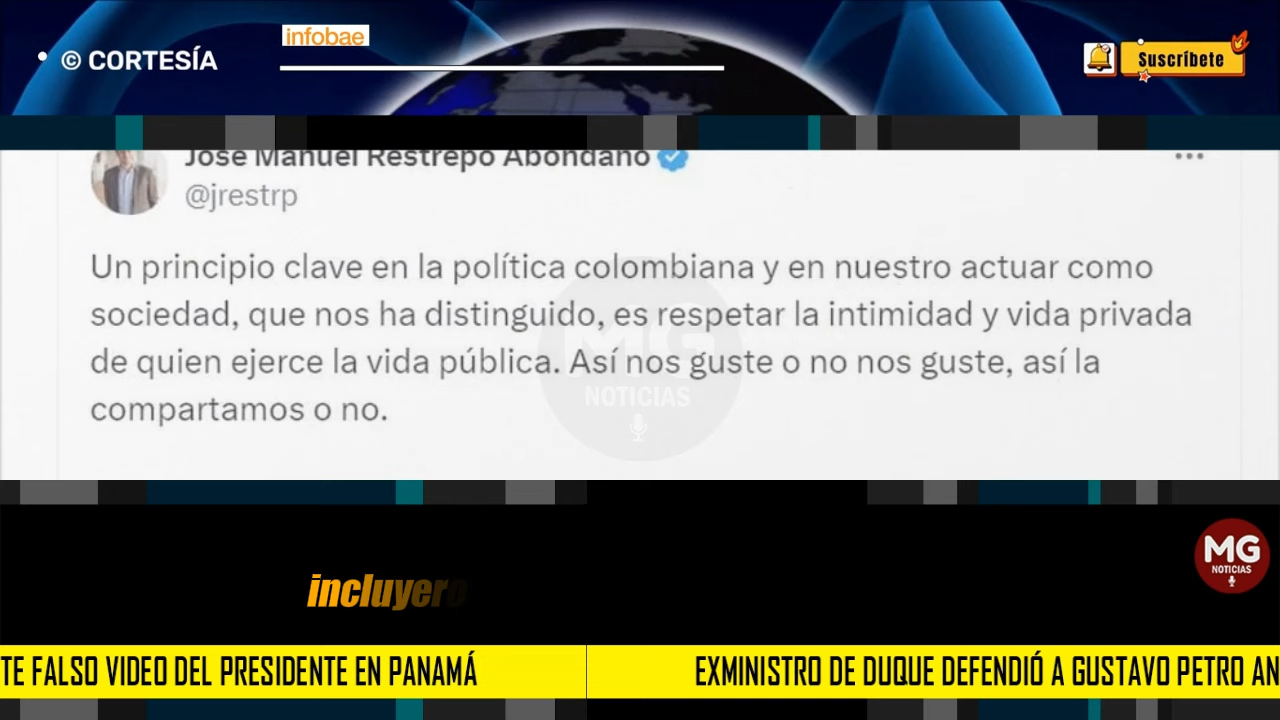 infobae
© CORTESÍA
Suscríbete
José Manuel Restrepo Abondano
@jrestrp
Un principio clave en la política colombiana y en nuestro actuar como
sociedad, que nos ha distinguido, es respetar la intimidad y vida privada
de quien ejerce la vida pública. Así nos guste o no nos guste, así la
compartamos o no.
MG
NOTICIAS
MG
NOTICIAS
incluyero
TE FALSO VIDEO DEL PRESIDENTE EN PANAMÁ
EXMINISTRO DE DUQUE DEFENDIÓ A GUSTAVO PETRO AN